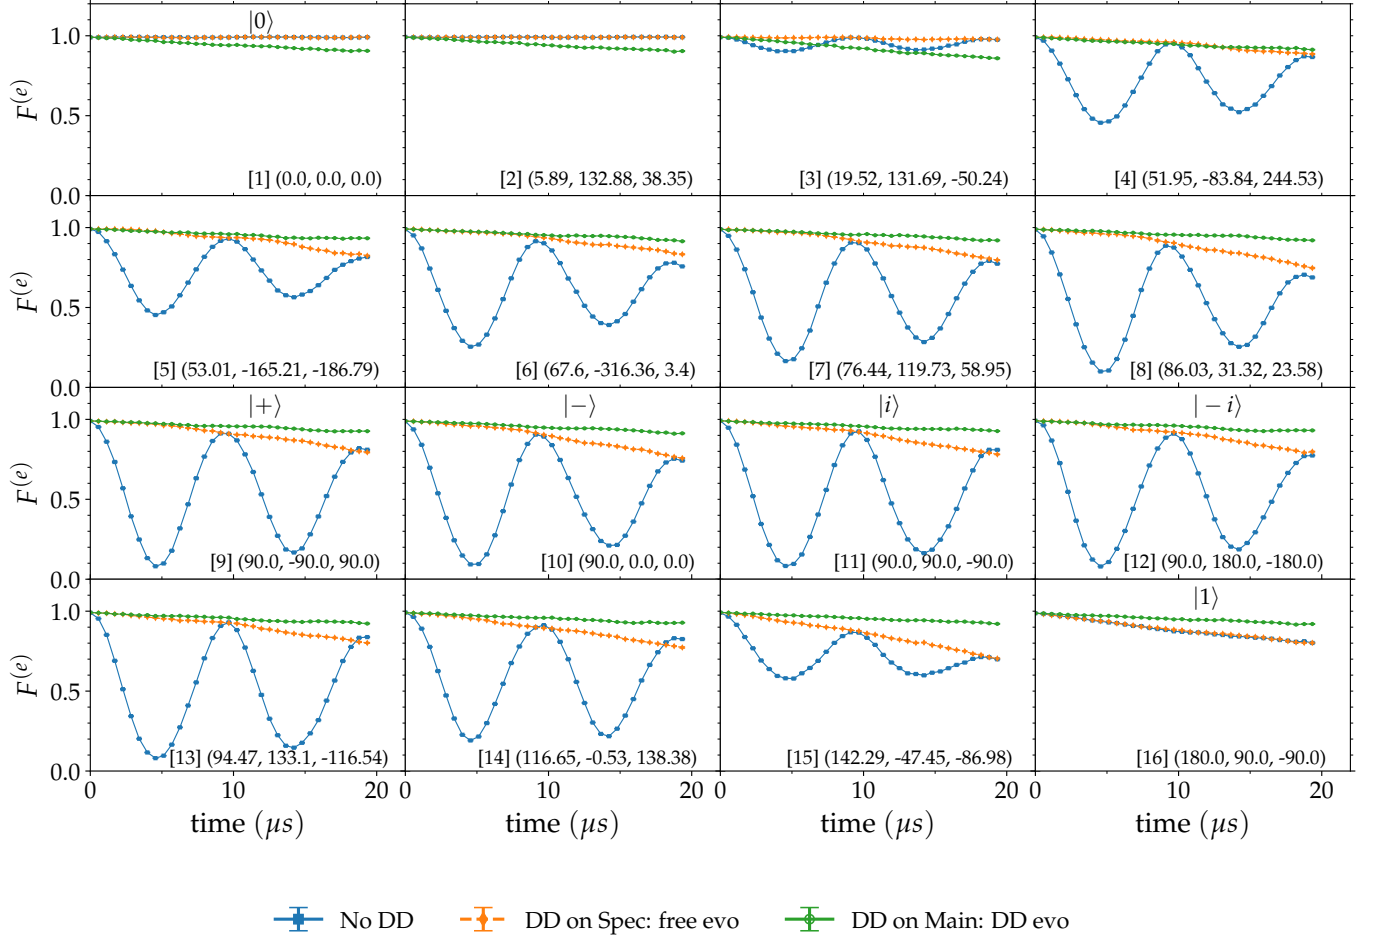 |0⟩
1.0
0.5
0.0
F(e)
[1] (0.0, 0.0, 0.0)
[2] (5.89, 132.88, 38.35)
[3] (19.52, 131.69, -50.24)
[4] (51.95, -83.84, 244.53)
1.0
0.5
0.0
F(e)
[5] (53.01, -165.21, -186.79)
[6] (67.6, -316.36, 3.4)
[7] (76.44, 119.73, 58.95)
[8] (86.03, 31.32, 23.58)
|+⟩
|−⟩
|i⟩
|−i⟩
1.0
0.5
0.0
F(e)
[9] (90.0, -90.0, 90.0)
[10] (90.0, 0.0, 0.0)
[11] (90.0, 90.0, -90.0)
[12] (90.0, 180.0, -180.0)
|1⟩
1.0
0.5
0.0
F(e)
[13] (94.47, 133.1, -116.54)
[14] (116.65, -0.53, 138.38)
[15] (142.29, -47.45, -86.98)
[16] (180.0, 90.0, -90.0)
0 10 20 0 10 20 0 10 20 0 10 20
time (μs)
time (μs)
time (μs)
time (μs)
No DD
DD on Spec: free evo
DD on Main: DD evo